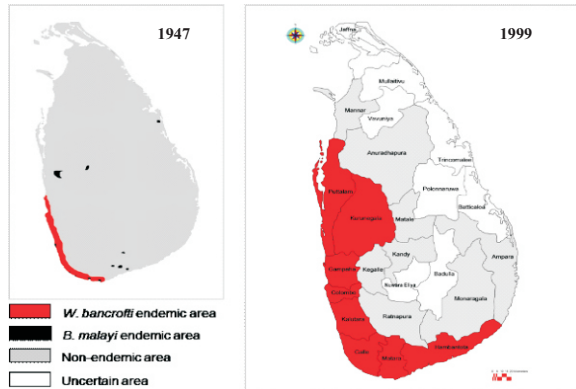 1947
W. bancrofti endemic area
B. malayi endemic area
Non-endemic area
Uncertain area
1999
Jaffna
Mullaitivu
Mannar
Vavuniya
Anuradhapura
Trincomalee
Puttalam
Polonnaruwa
Batticaloa
Kurunegala
Matale
Kandy
Ampara
Gampaha
Kegalle
Badulla
Nuwara Eliya
Colombo
Monaragala
Ratnapura
Kalutara
Hambantota
Galle
Matara